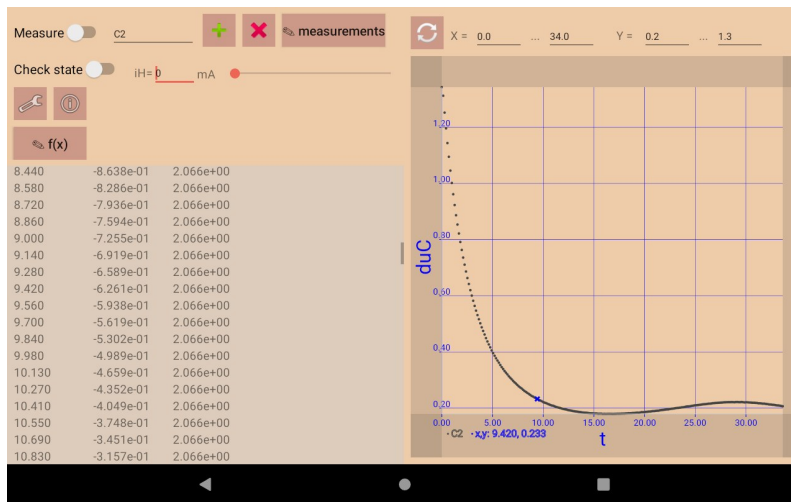 Measure C2 measurements
Check state iH= 0 mA
f(x)
8.440 -8.638e-01 2.066e+00
8.580 -8.286e-01 2.066e+00
8.720 -7.936e-01 2.066e+00
8.860 -7.594e-01 2.066e+00
9.000 -7.255e-01 2.066e+00
9.140 -6.919e-01 2.066e+00
9.280 -6.589e-01 2.066e+00
9.420 -6.261e-01 2.066e+00
9.560 -5.938e-01 2.066e+00
9.700 -5.619e-01 2.066e+00
9.840 -5.302e-01 2.066e+00
9.980 -4.989e-01 2.066e+00
10.130 -4.659e-01 2.066e+00
10.270 -4.352e-01 2.066e+00
10.410 -4.049e-01 2.066e+00
10.550 -3.748e-01 2.066e+00
10.690 -3.451e-01 2.066e+00
10.830 -3.157e-01 2.066e+00
X = 0.0 ... 34.0 Y = 0.2 ... 1.3
1.20
1.00
0.80
duC
0.60
0.40
0.20
0.00 5.00 10.00 15.00 20.00 25.00 30.00
· C2 · x,y: 9.420, 0.233
t